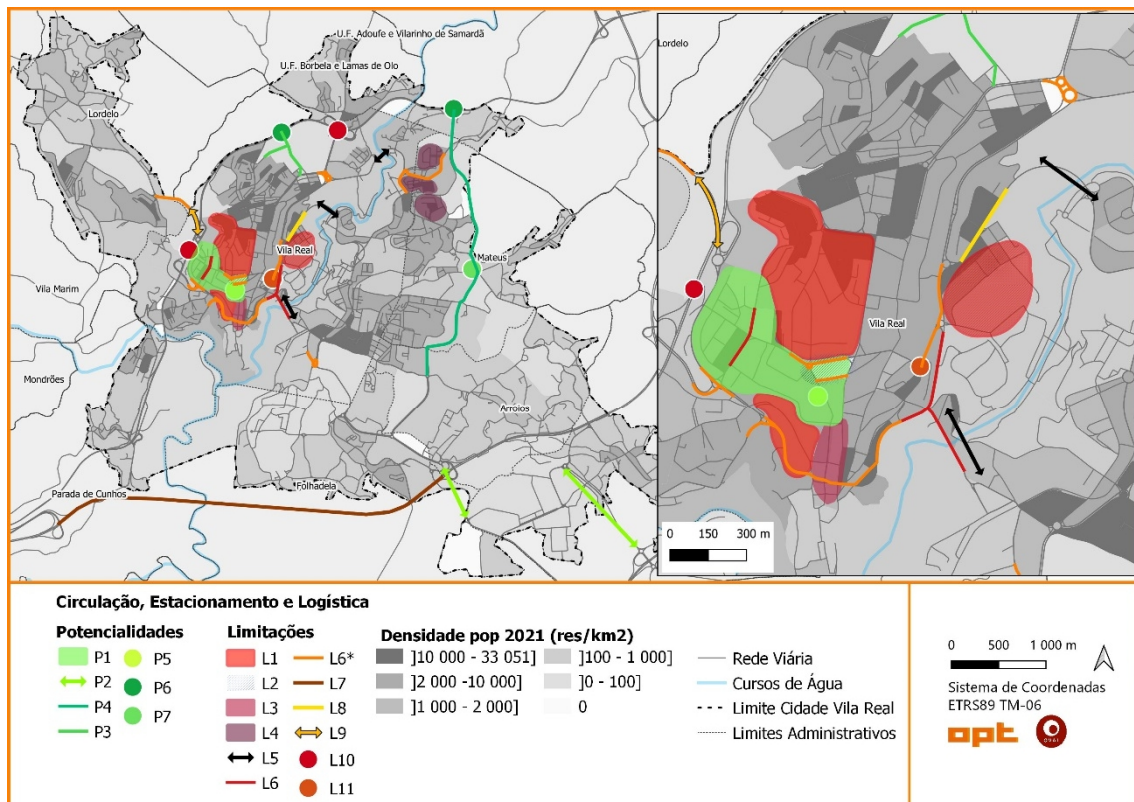 U.F. Adoufe e Vilarinho de Samardã
U.F. Borbela e Lamas de Olo
Lordelo
Vila Real
Mateus
Vila Marim
Mondrões
Arroios
Parada de Cunhos
Folhadela
Lordelo
Vila Real
0 150 300 m
Circulação, Estacionamento e Logística
Potencialidades
P1
P2
P4
P3
P5
P6
P7
Limitações
L1
L2
L3
L4
L5
L6
L6*
L7
L8
L9
L10
L11
Densidade pop 2021 (res/km2)
]10 000 - 33 051]
]2 000 -10 000]
]1 000 - 2 000]
]100 - 1 000]
]0 - 100]
0
Rede Viária
Cursos de Água
Limite Cidade Vila Real
Limites Administrativos
0 500 1 000 m
Sistema de Coordenadas
ETRS89 TM-06
opt